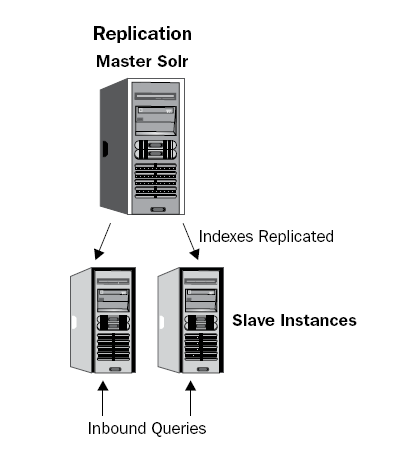 Replication
Master Solr
Indexes Replicated
Slave Instances
Inbound Queries